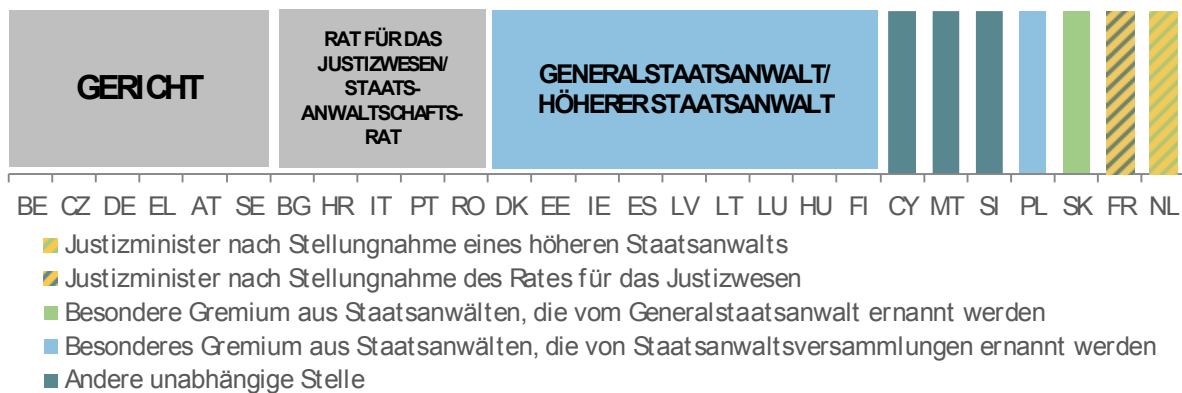 GERICHT
RAT FÜR DAS
JUSTIZWESEN/
STAATS-
ANWALTSCHAFTS-
RAT
GENERALSTAATSANWALT/
HÖHERER STAATSANWALT
BE CZ DE EL AT SE BG HR IT PT RO DK EE IE ES LV LT LU HU FI CY MT SI PL SK FR NL
Justizminister nach Stellungnahme eines höheren Staatsanwalts
Justizminister nach Stellungnahme des Rates für das Justizwesen
Besondere Gremium aus Staatsanwälten, die vom Generalstaatsanwalt ernannt werden
Besonderes Gremium aus Staatsanwälten, die von Staatsanwaltsversammlungen ernannt werden
Andere unabhängige Stelle